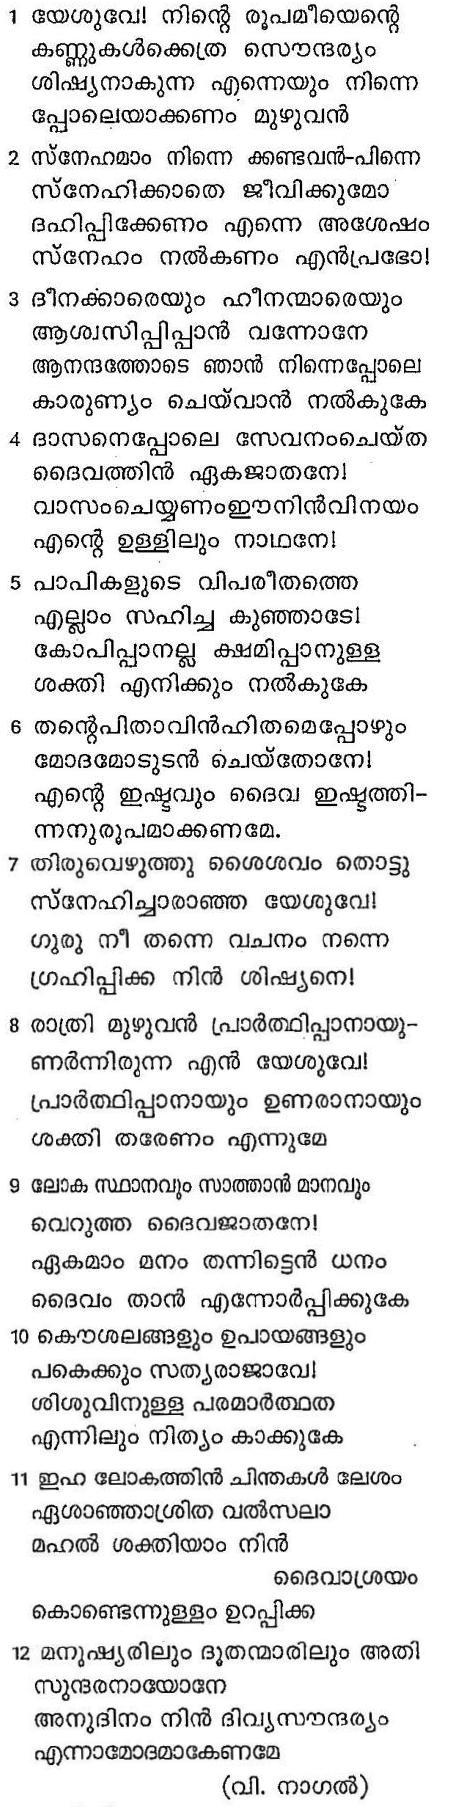 1 യേശുവേ! നിന്റെ രൂപമീയെന്റെ
കണ്ണുകൾക്കെത്ര സൌന്ദര്യം
ശിഷ്യനാകുന്ന എന്നെയും നിന്നെ
പ്പോലെയാക്കണം മുഴുവൻ
2 സ്നേഹമാം നിന്നെ ക്കണ്ടവൻ-പിന്നെ
സ്നേഹിക്കാതെ ജീവിക്കുമോ
ദഹിപ്പിക്കേണം എന്നെ അശേഷം
സ്നേഹം നൽകണം എൻപ്രഭോ!
3 ദീനക്കാരെയും ഹീനന്മാരെയും
ആശ്വസിപ്പിപ്പാൻ വന്നോനേ
ആനന്ദത്തോടെ ഞാൻ നിന്നെപ്പോലെ
കാരുണ്യം ചെയ്‌വാൻ നൽകുകേ
4 ദാസനെപ്പോലെ സേവനംചെയ്ത
ദൈവത്തിൻ ഏകജാതനേ!
വാസംചെയ്യണംഈനിൻവിനയം
എന്റെ ഉള്ളിലും നാഥനേ!
5 പാപികളുടെ വിപരീതത്തെ
എല്ലാം സഹിച്ച കുഞ്ഞാടേ!
കോപിപ്പാനല്ല ക്ഷമിപ്പാനുള്ള
ശക്തി എനിക്കും നൽകുകേ
6 തന്റെപിതാവിൻഹിതമെപ്പോഴും
മോദമോടുടൻ ചെയ്തോനേ!
എന്റെ ഇഷ്ടവും ദൈവ ഇഷ്ടത്തി-
ന്നനുരൂപമാക്കണമേ.
7 തിരുവെഴുത്തു ശൈശവം തൊട്ടു
സ്നേഹിച്ചാരാഞ്ഞ യേശുവേ!
ഗുരു നീ തന്നെ വചനം നന്നെ
ഗ്രഹിപ്പിക്ക നിൻ ശിഷ്യനെ!
8 രാത്രി മുഴുവൻ പ്രാർത്ഥിപ്പാനായു-
ണർന്നിരുന്ന എൻ യേശുവേ!
പ്രാർത്ഥിപ്പാനായും ഉണരാനായും
ശക്തി തരേണം എന്നുമേ
9 ലോക സ്ഥാനവും സാത്താൻ മാനവും
വെറുത്ത ദൈവജാതനേ!
ഏകമാം മനം തന്നിട്ടെൻ ധനം
ദൈവം താൻ എന്നോർപ്പിക്കുകേ
10 കൌശലങ്ങളും ഉപായങ്ങളും
പകെക്കും സത്യരാജാവേ!
ശിശുവിനുള്ള പരമാർത്ഥത
എന്നിലും നിത്യം കാക്കുകേ
11 ഇഹ ലോകത്തിൻ ചിന്തകൾ ലേശം
ഏശാഞ്ഞാശ്രിത വൽസലാ
മഹൽ ശക്തിയാം നിൻ
ദൈവാശ്രയം
കൊണ്ടെന്നുള്ളം ഉറപ്പിക്ക
12 മനുഷ്യരിലും ദൂതന്മാരിലും അതി
സുന്ദരനായോനേ
അനുദിനം നിൻ ദിവ്യസൗന്ദര്യം
എന്നാമോദമാകേണമേ
(വി. നാഗൽ)